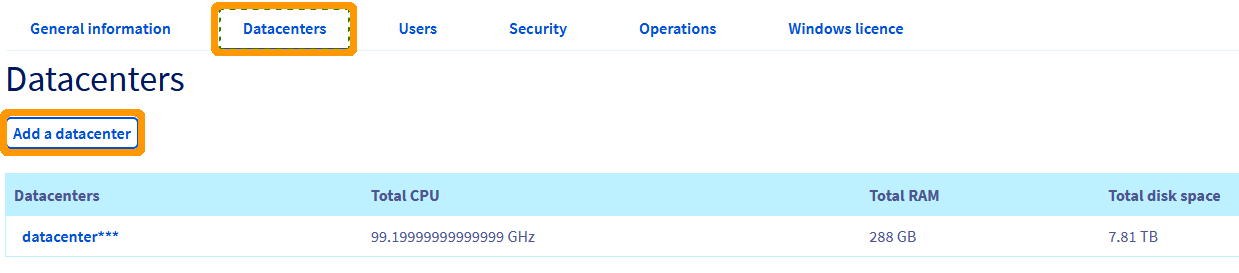 General information Datacenters Users Security Operations Windows licence
Datacenters
Add a datacenter
Datacenters Total CPU Total RAM Total disk space
datacenter*** 99.19999999999999 GHz 288 GB 7.81 TB